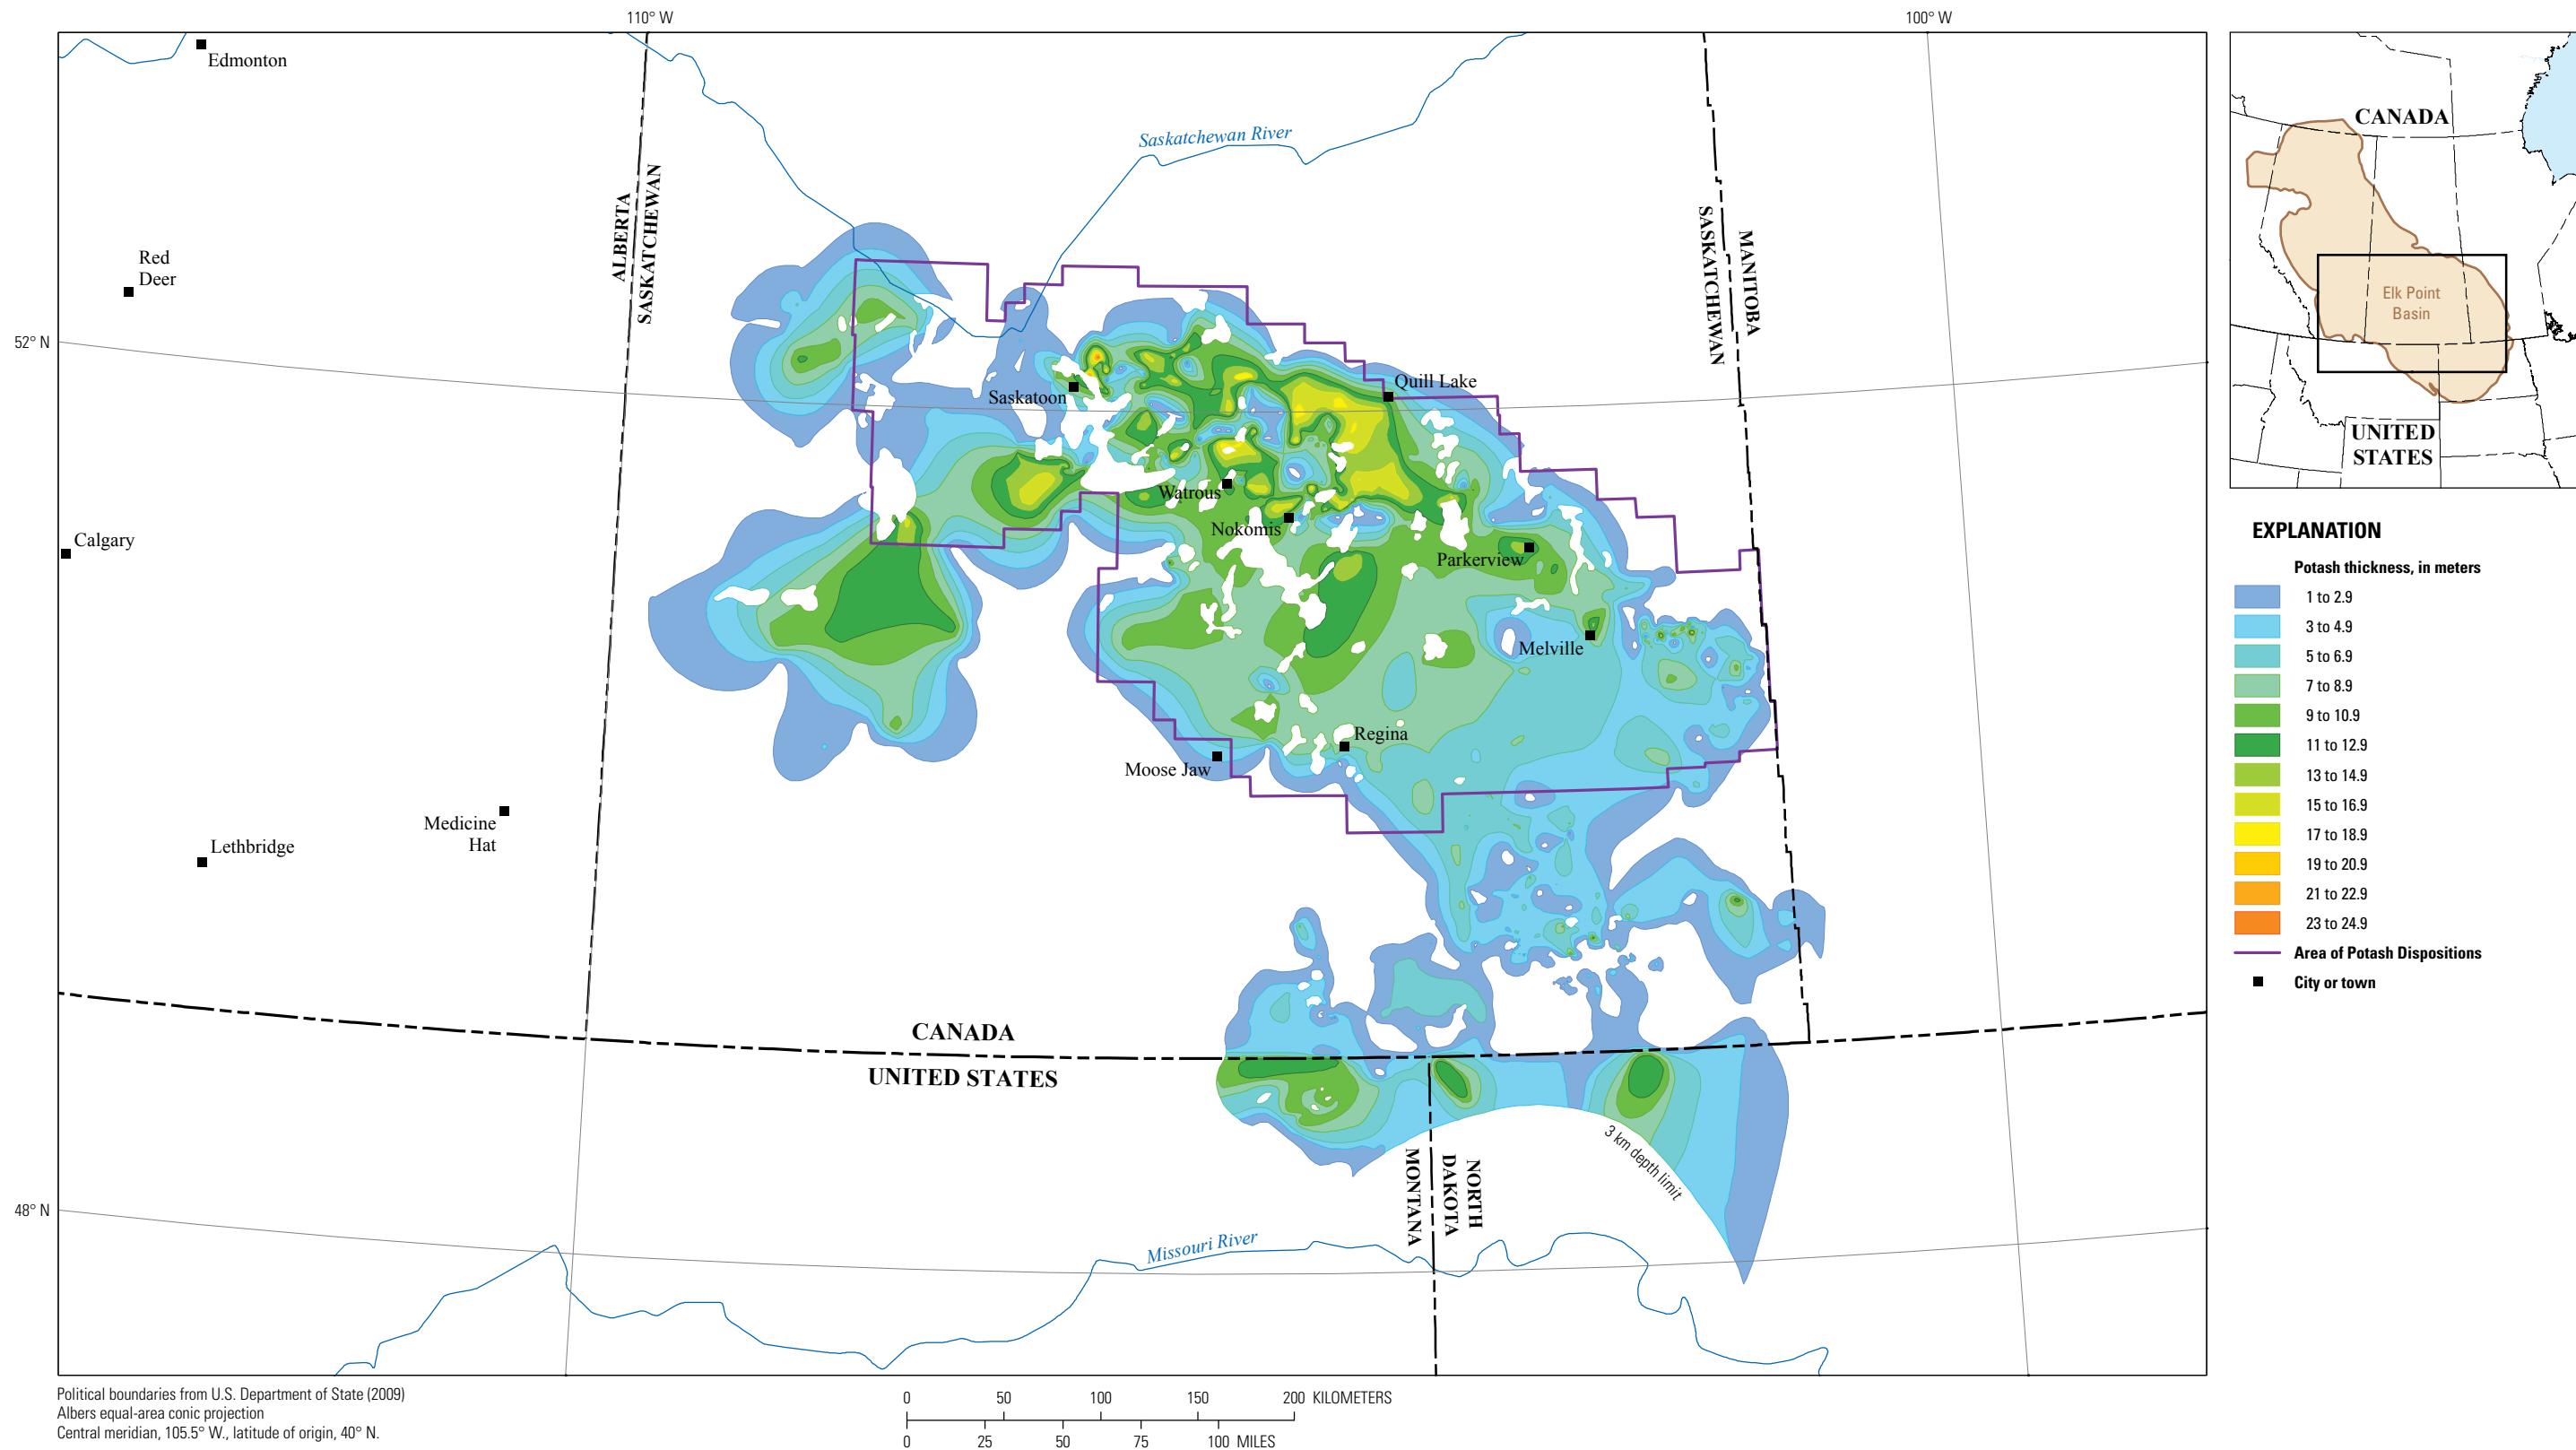 110° W
100° W
Edmonton
Saskatchewan River
CANADA
ALBERTA
SASKATCHEWAN
SASKATCHEWAN
MANITOBA
Red
Deer
Elk Point
Basin
52° N
Saskatoon
Quill Lake
UNITED
STATES
Watrous
Nokomis
Calgary
Parkerview
Melville
Regina
Moose Jaw
Medicine
Hat
Lethbridge
CANADA
UNITED STATES
3 km depth limit
MONTANA
NORTH
DAKOTA
48° N
Missouri River
EXPLANATION
Potash thickness, in meters
1 to 2.9
3 to 4.9
5 to 6.9
7 to 8.9
9 to 10.9
11 to 12.9
13 to 14.9
15 to 16.9
17 to 18.9
19 to 20.9
21 to 22.9
23 to 24.9
Area of Potash Dispositions
City or town
Political boundaries from U.S. Department of State (2009)
Albers equal-area conic projection
Central meridian, 105.5° W., latitude of origin, 40° N.
0 50 100 150 200 KILOMETERS
0 25 50 75 100 MILES